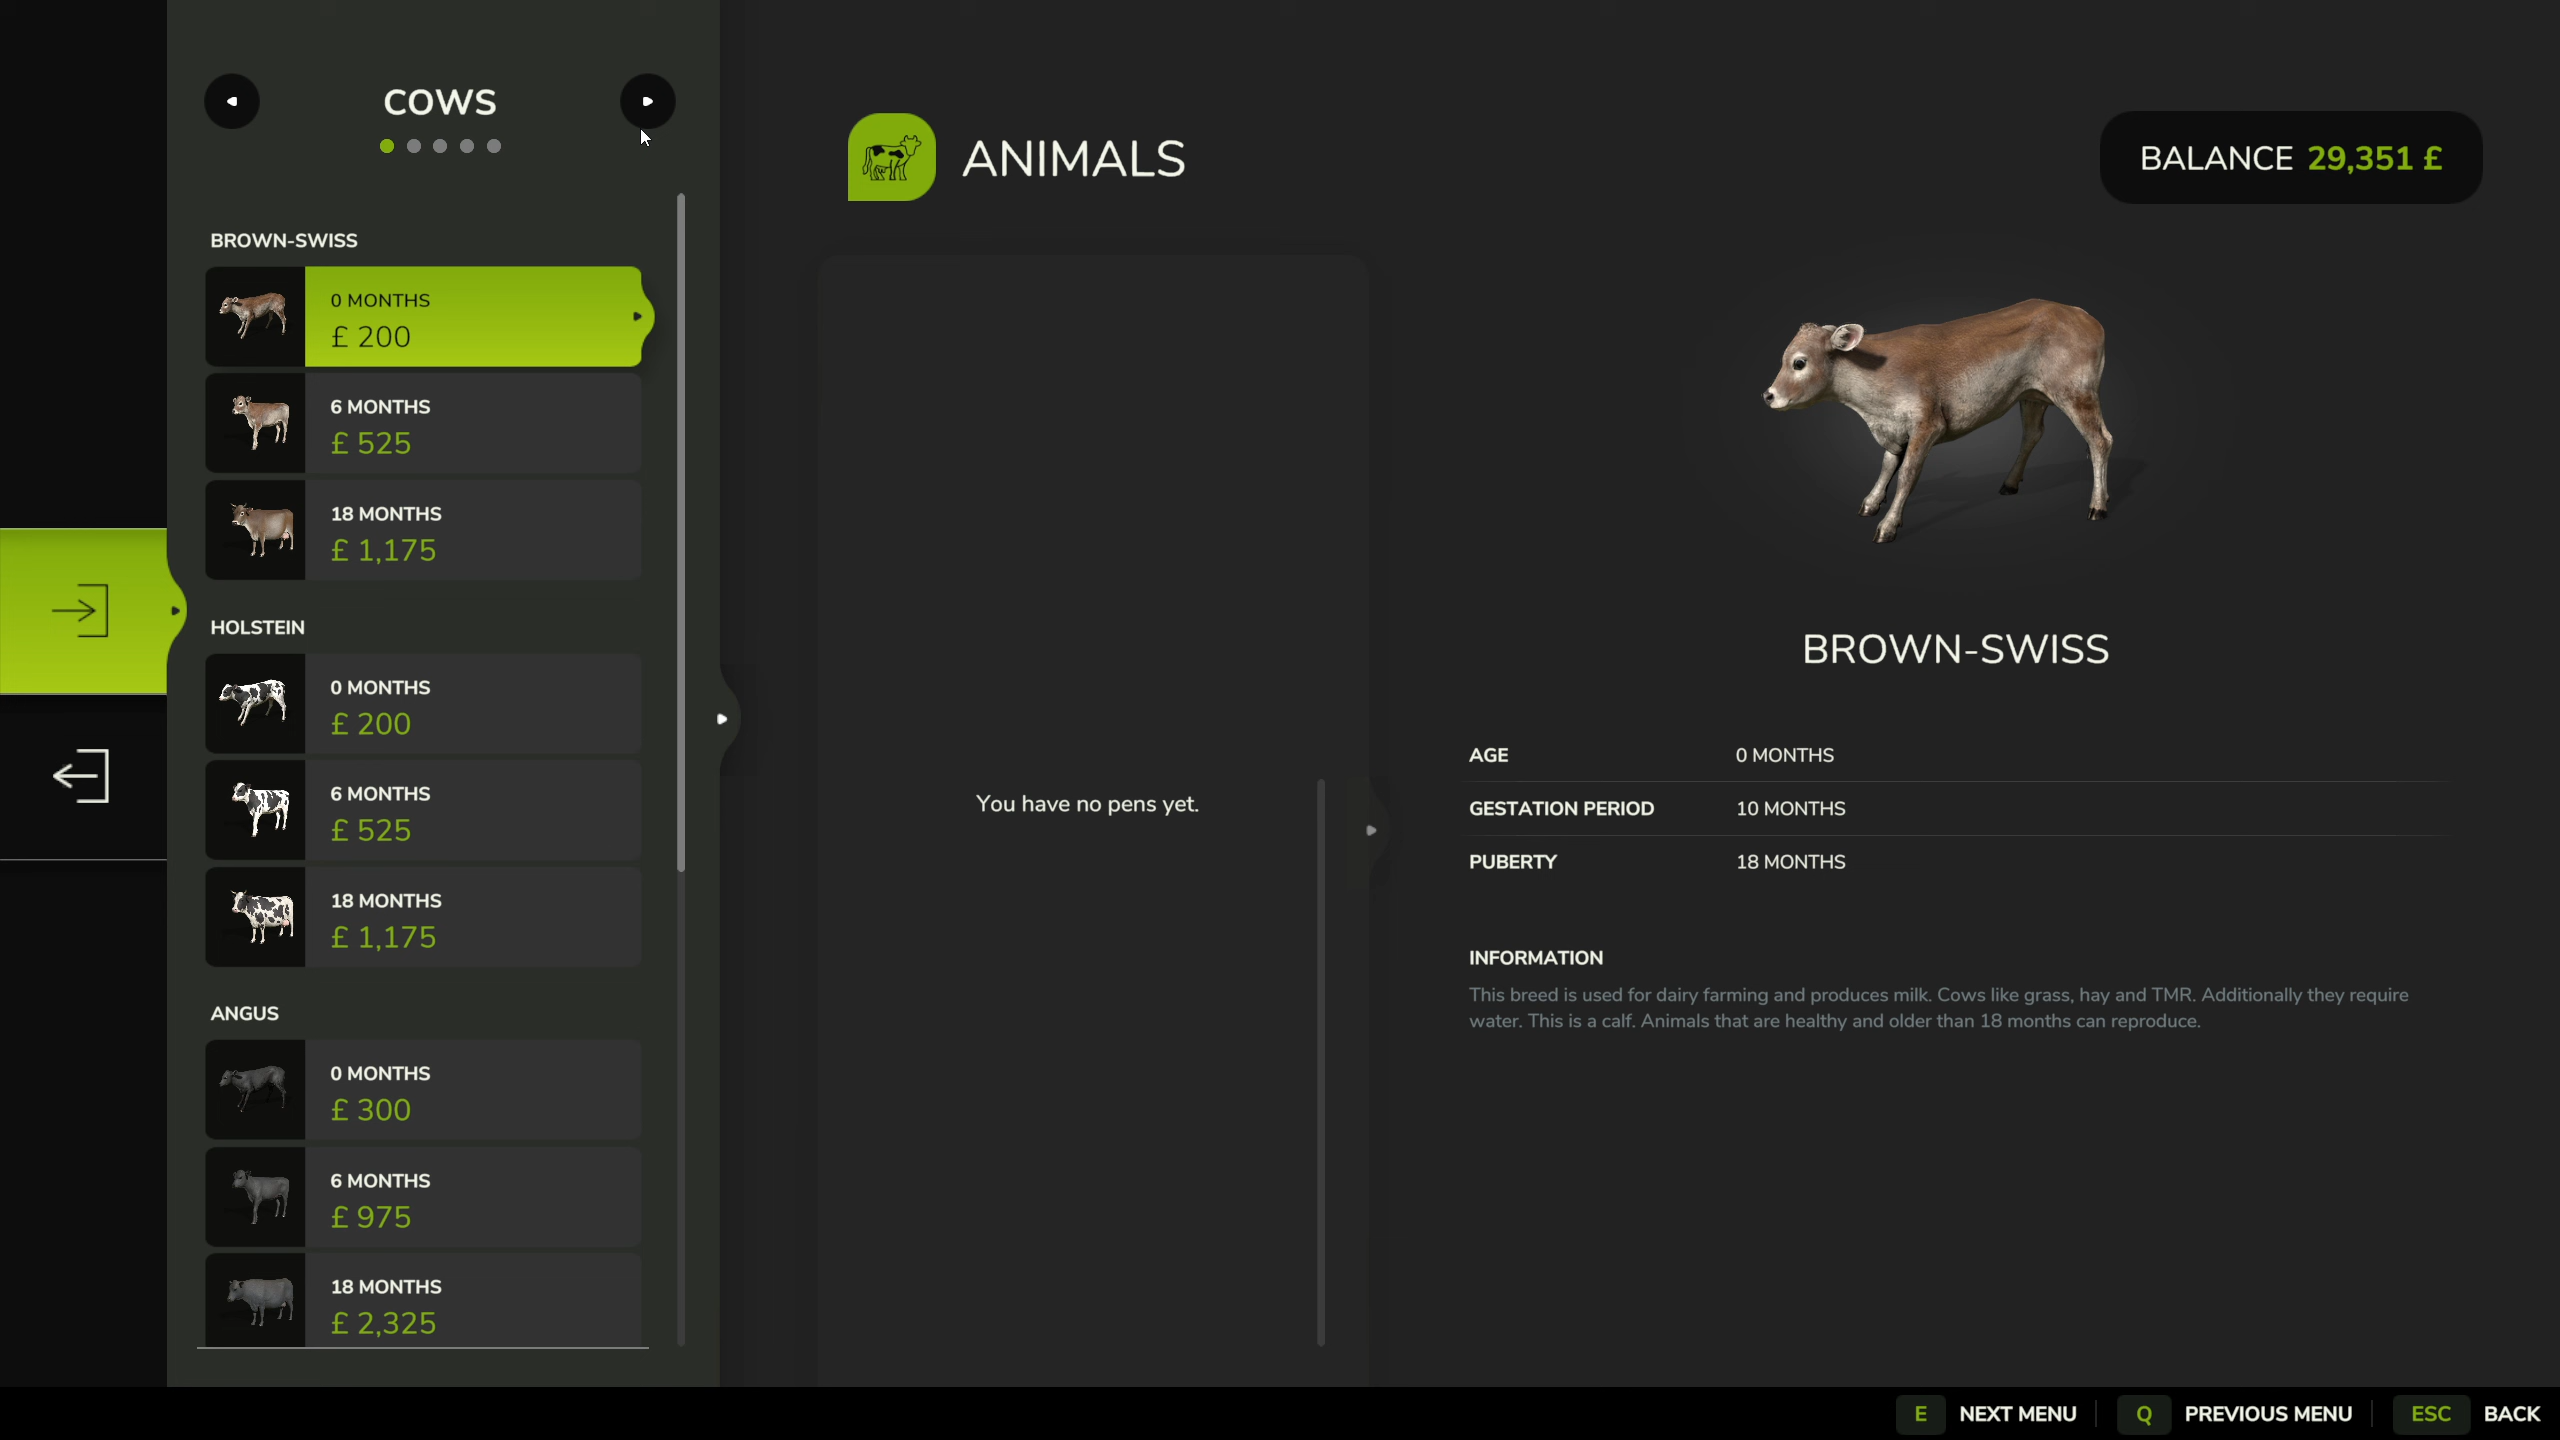 COWS
BROWN-SWISS
0 MONTHS
£ 200
6 MONTHS
£ 525
18 MONTHS
£ 1,175
HOLSTEIN
0 MONTHS
£ 200
6 MONTHS
£ 525
18 MONTHS
£ 1,175
ANGUS
0 MONTHS
£ 300
6 MONTHS
£ 975
18 MONTHS
£ 2,325
ANIMALS
BALANCE 29,351 £
You have no pens yet.
BROWN-SWISS
AGE 0 MONTHS
GESTATION PERIOD 10 MONTHS
PUBERTY 18 MONTHS
INFORMATION
This breed is used for dairy farming and produces milk. Cows like grass, hay and TMR. Additionally they require
water. This is a calf. Animals that are healthy and older than 18 months can reproduce.
E NEXT MENU Q PREVIOUS MENU ESC BACK